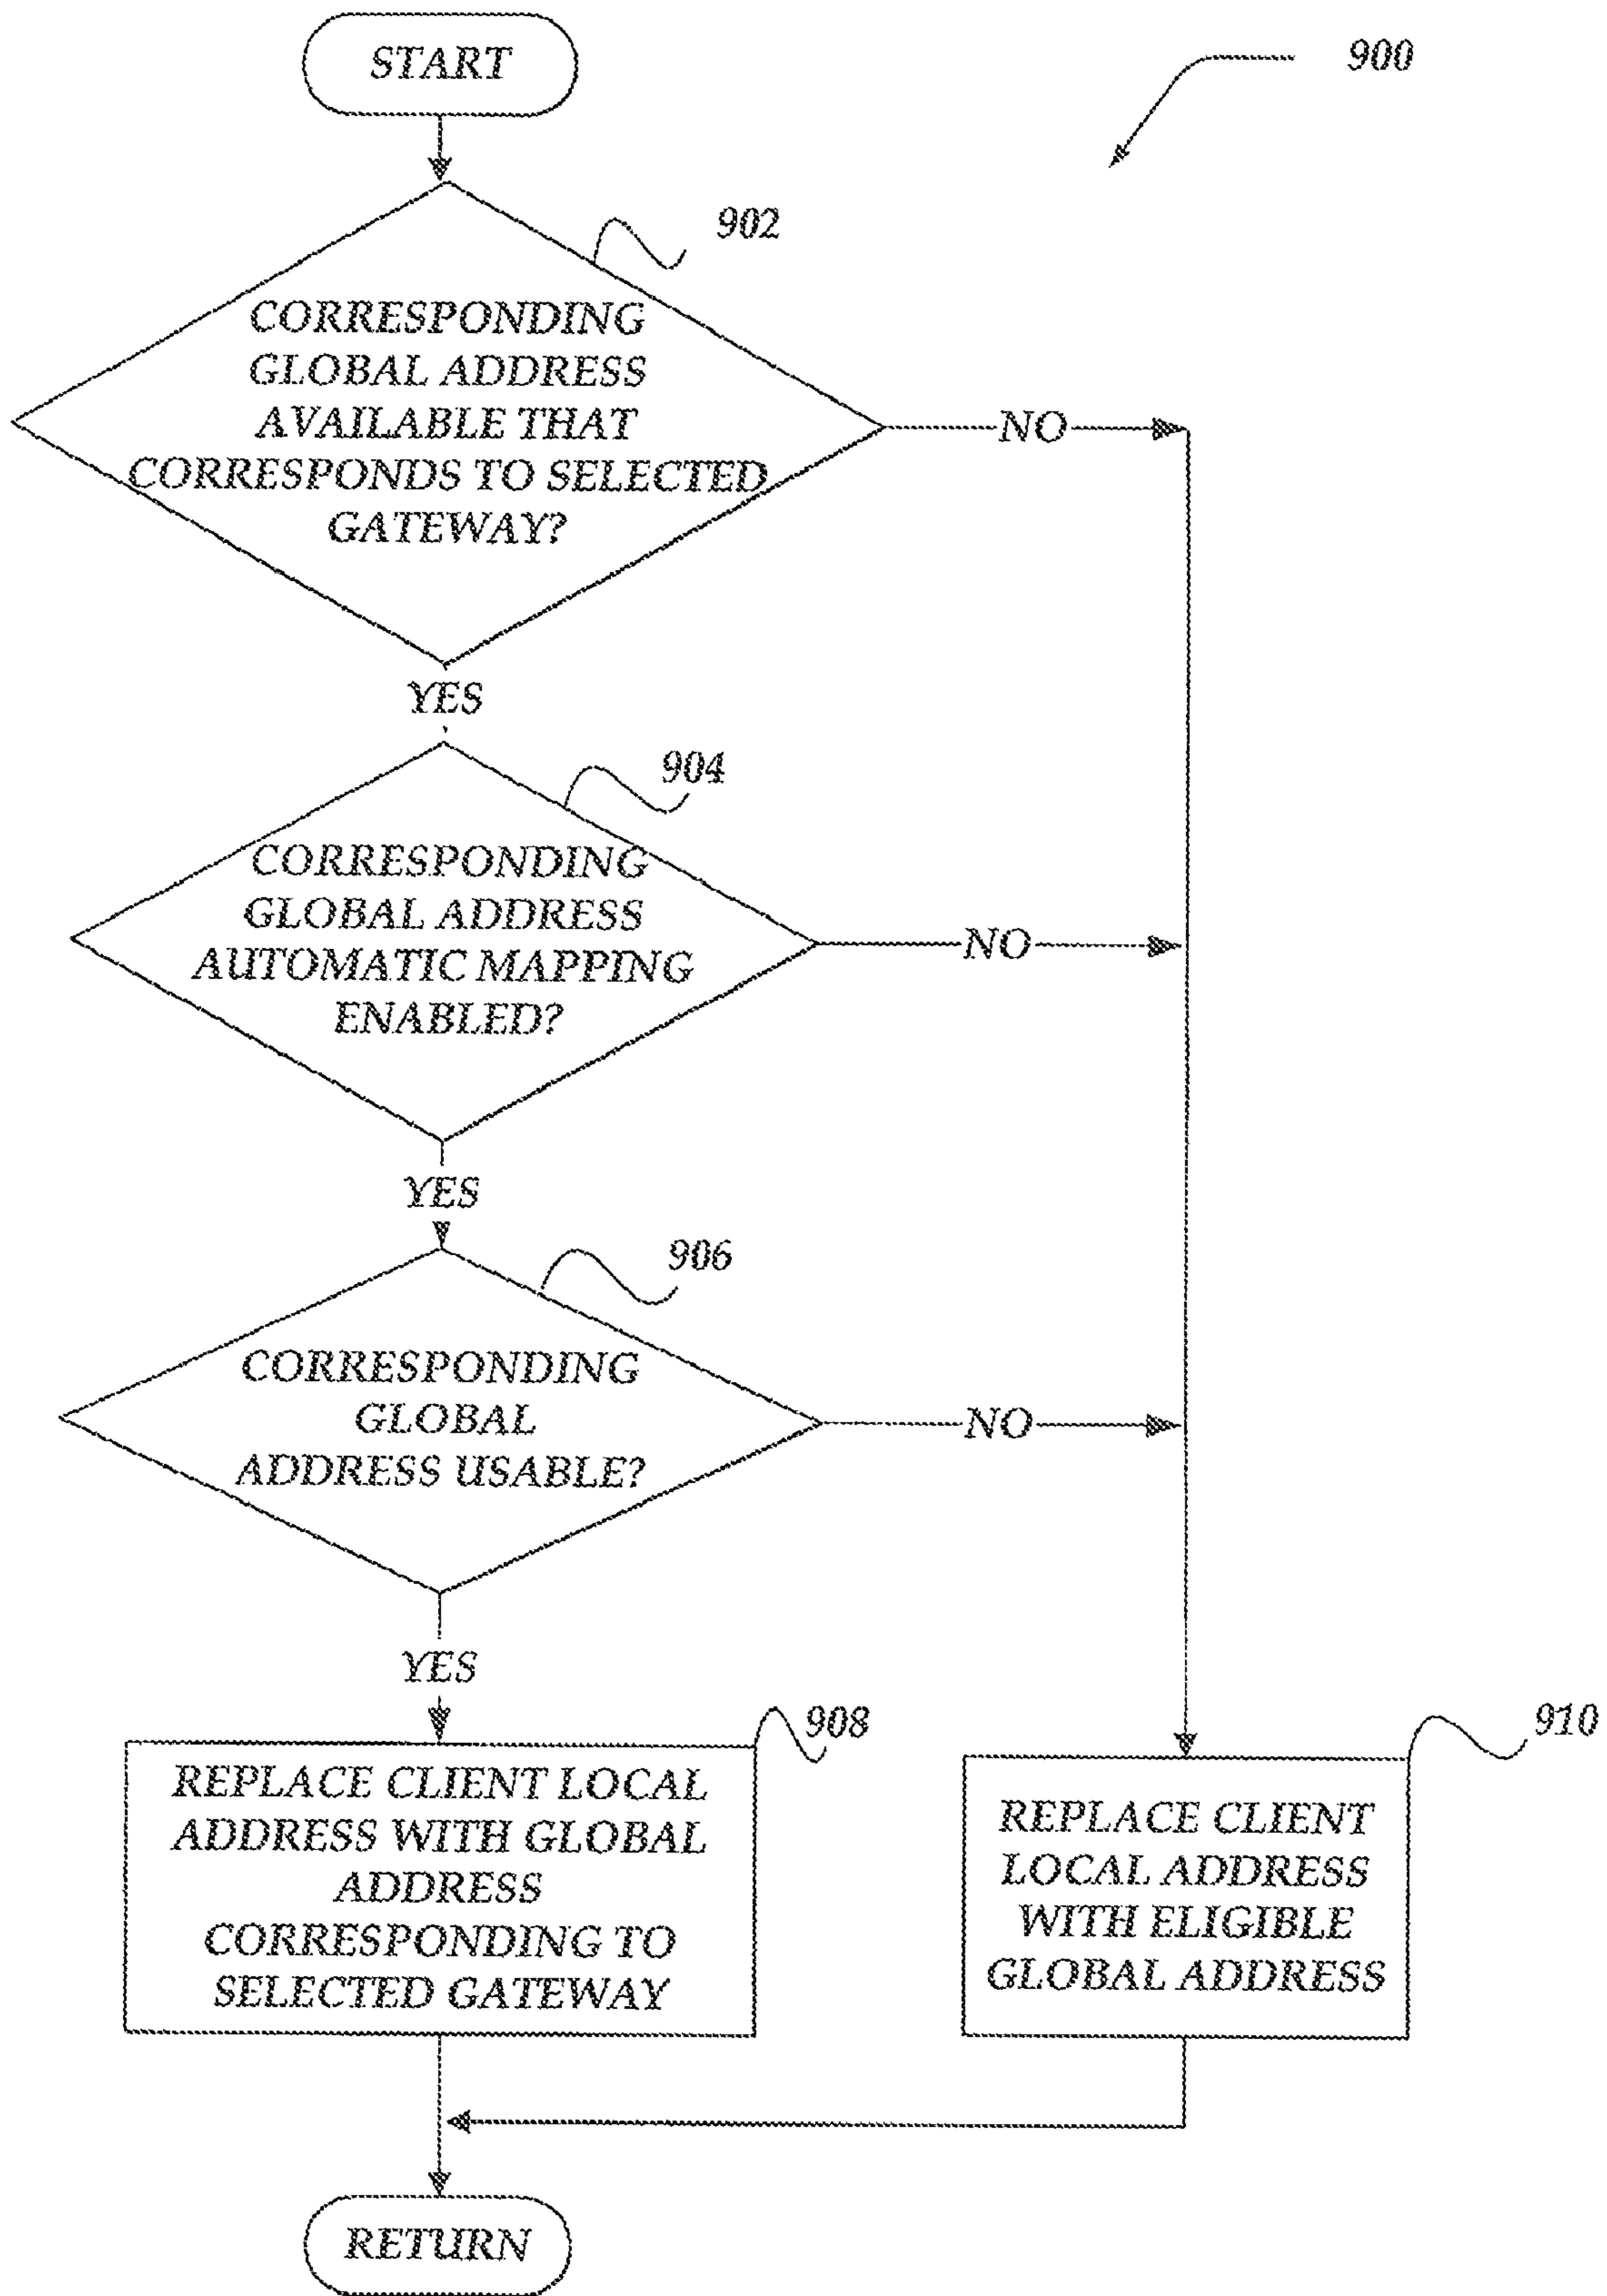 START
900
902
CORRESPONDING
GLOBAL ADDRESS
AVAILABLE THAT
CORRESPONDS TO SELECTED
GATEWAY?
NO
YES
904
CORRESPONDING
GLOBAL ADDRESS
AUTOMATIC MAPPING
ENABLED?
NO
YES
906
CORRESPONDING
GLOBAL
ADDRESS USABLE?
NO
YES
908
REPLACE CLIENT LOCAL
ADDRESS WITH GLOBAL
ADDRESS
CORRESPONDING TO
SELECTED GATEWAY
910
REPLACE CLIENT
LOCAL ADDRESS
WITH ELIGIBLE
GLOBAL ADDRESS
RETURN